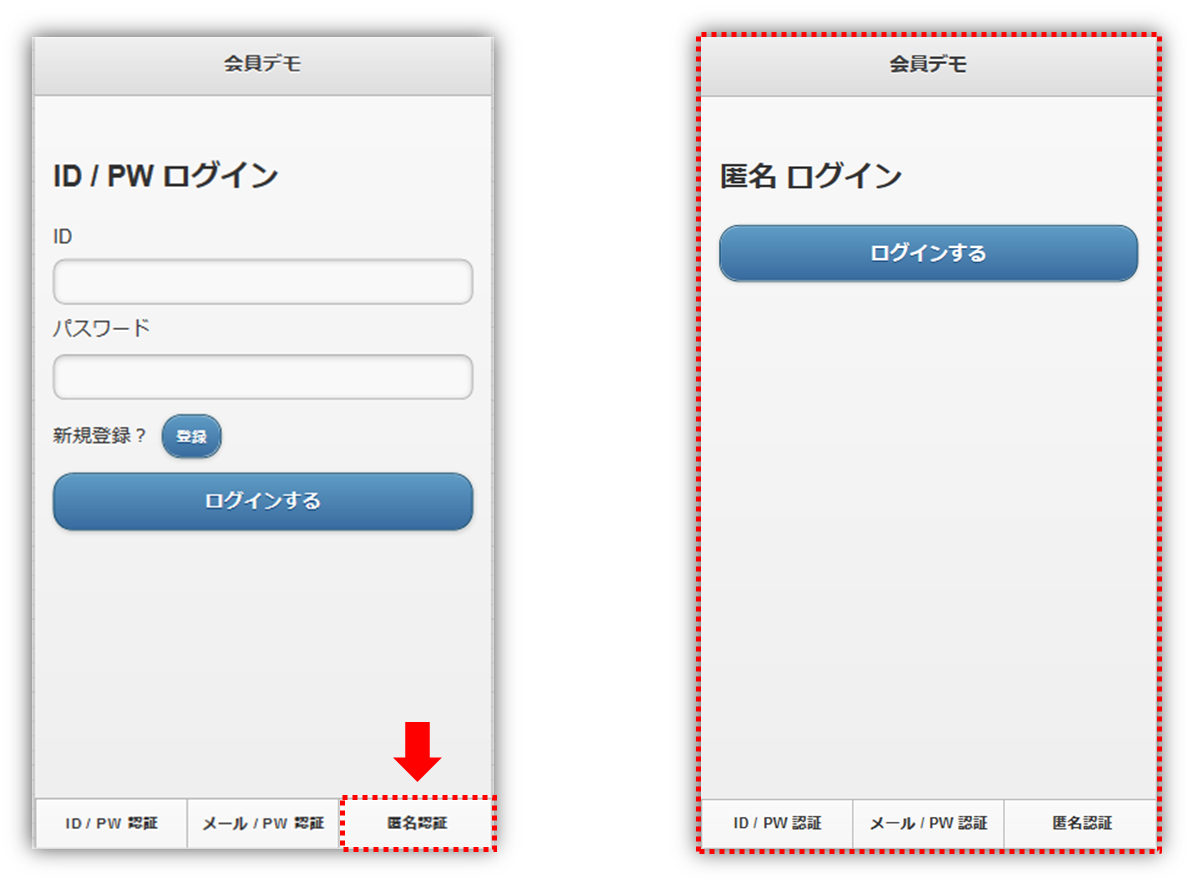 会員デモ
ID / PW ログイン
ID
パスワード
新規登録？ 登録
ログインする
ID / PW 認証 メール / PW 認証 匿名認証
会員デモ
匿名 ログイン
ログインする
ID / PW 認証 メール / PW 認証 匿名認証